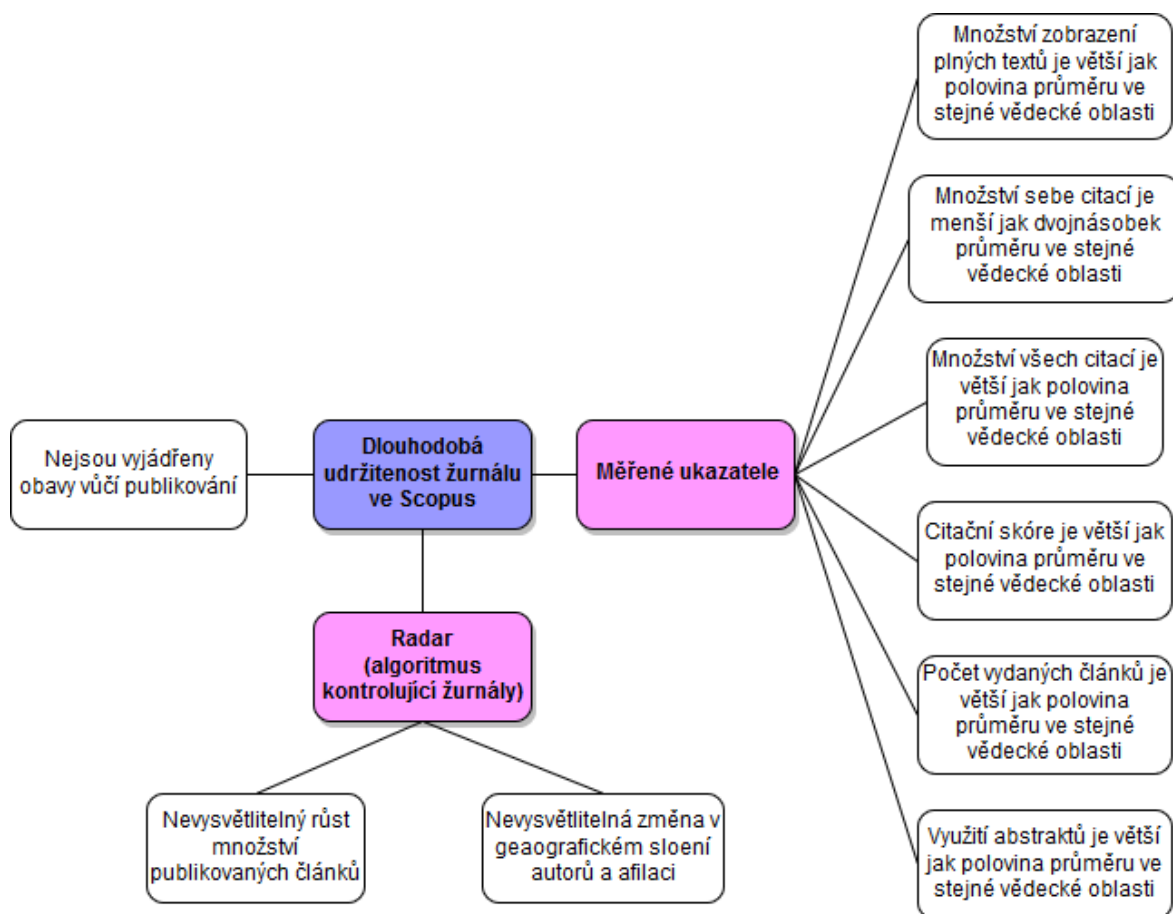 Množství zobrazení
plných textů je větší jak
polovina průměru ve
stejné vědecké oblasti
Množství sebe citací je
menší jak dvojnásobek
průměru ve stejné
vědecké oblasti
Množství všech citací je
větší jak polovina
průměru ve stejné
vědecké oblasti
Nejsou vyjádřeny
obavy vůčí publikování
Dlouhodobá
udržitenost žurnálu
ve Scopus
Měřené ukazatele
Citační skóre je větší jak
polovina průměru ve
stejné vědecké oblasti
Radar
(algoritmus
kontrolující žurnály)
Počet vydaných článků je
větší jak polovina
průměru ve stejné
vědecké oblasti
Nevysvětlitelný růst
množství
publikovaných článků
Nevysvětlitelná změna v
geaografickém sloení
autorů a afilaci
Využití abstraktů je větší
jak polovina průměru ve
stejné vědecké oblasti